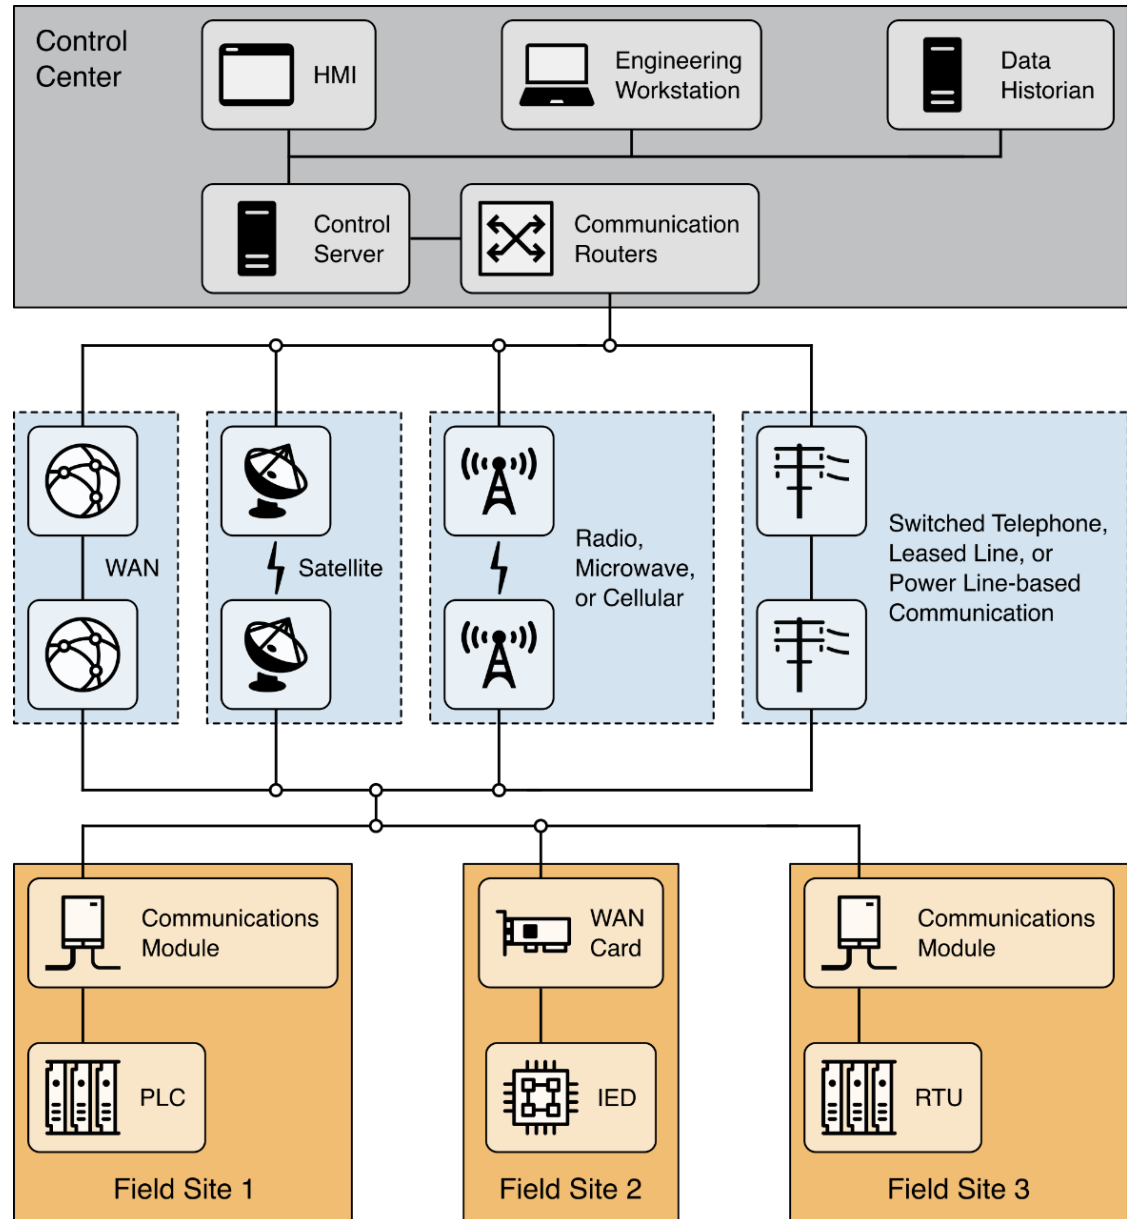 Control
Center
HMI
Engineering
Workstation
Data
Historian
Control
Server
Communication
Routers
WAN
Satellite
Radio,
Microwave,
or Cellular
Switched Telephone,
Leased Line, or
Power Line-based
Communication
Communications
Module
WAN
Card
Communications
Module
PLC
IED
RTU
Field Site 1
Field Site 2
Field Site 3